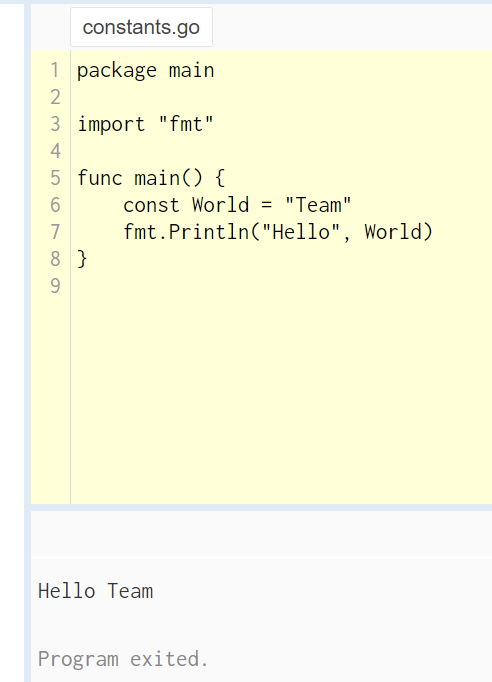 constants.go
1 package main
2
3 import "fmt"
4
5 func main() {
6     const World = "Team"
7     fmt.Println("Hello", World)
8 }
9
Hello Team
Program exited.